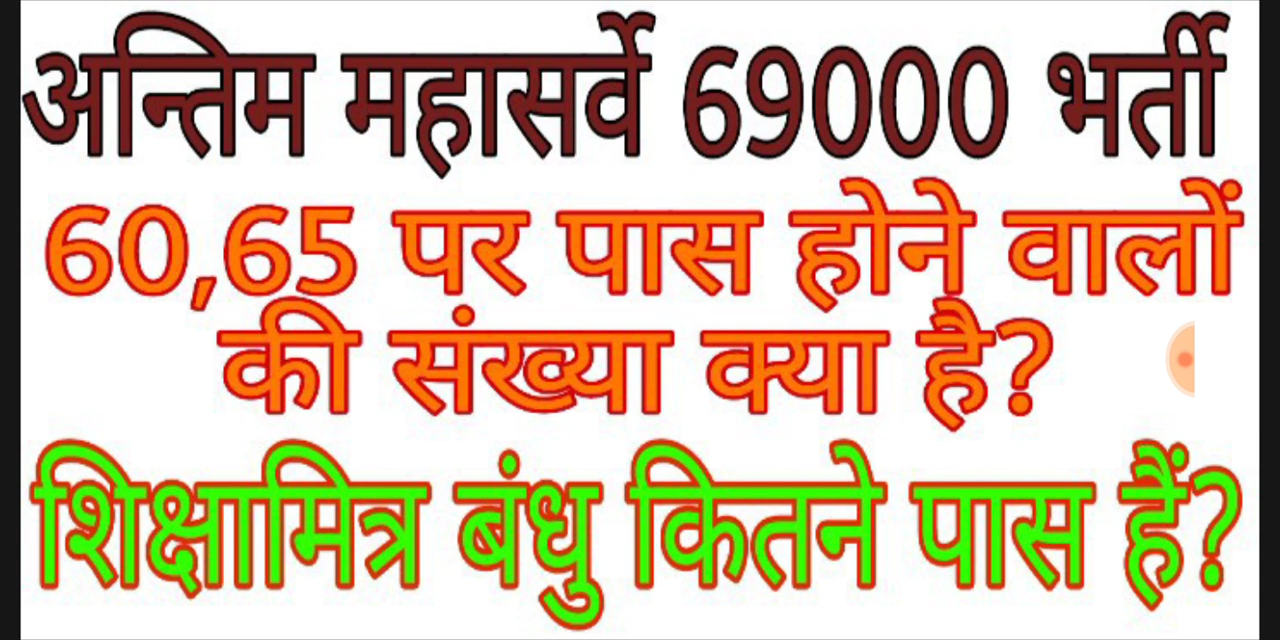 अन्तिम महासर्वे 69000 भर्ती
60,65 पर पास होने वालों
की संख्या क्या है?
शिक्षामित्र बंधु कितने पास हैं?